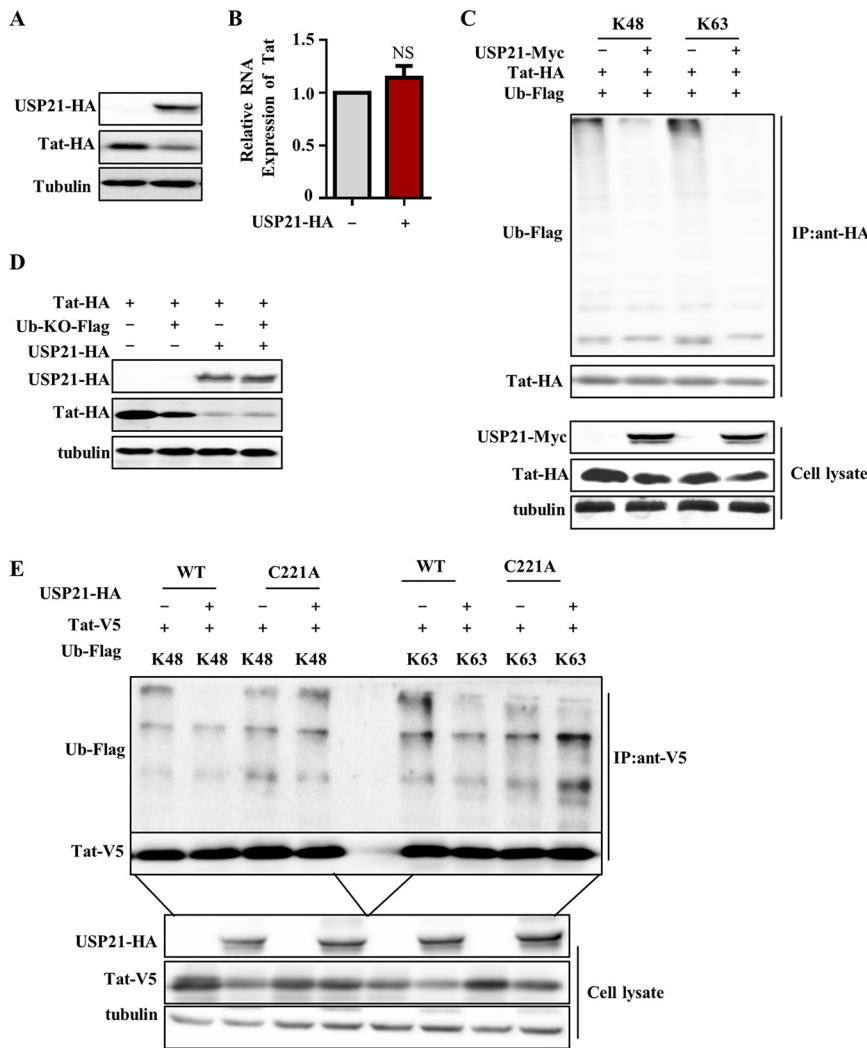 A
USP21-HA
Tat-HA
Tubulin
B
Relative RNA
Expression of Tat
1.5
1.0
0.5
0
NS
USP21-HA
– +
C
K48 K63
USP21-Myc – + – +
Tat-HA + + + +
Ub-Flag + + + +
Ub-Flag
IP:ant-HA
Tat-HA
USP21-Myc
Tat-HA
Cell lysate
tubulin
D
Tat-HA + + + +
Ub-KO-Flag – + – +
USP21-HA – – + +
USP21-HA
Tat-HA
tubulin
E
WT C221A WT C221A
USP21-HA – + – + – + – +
Tat-V5 + + + + + + + +
Ub-Flag K48 K48 K48 K48 K63 K63 K63 K63
Ub-Flag
IP:ant-V5
Tat-V5
USP21-HA
Tat-V5
Cell lysate
tubulin